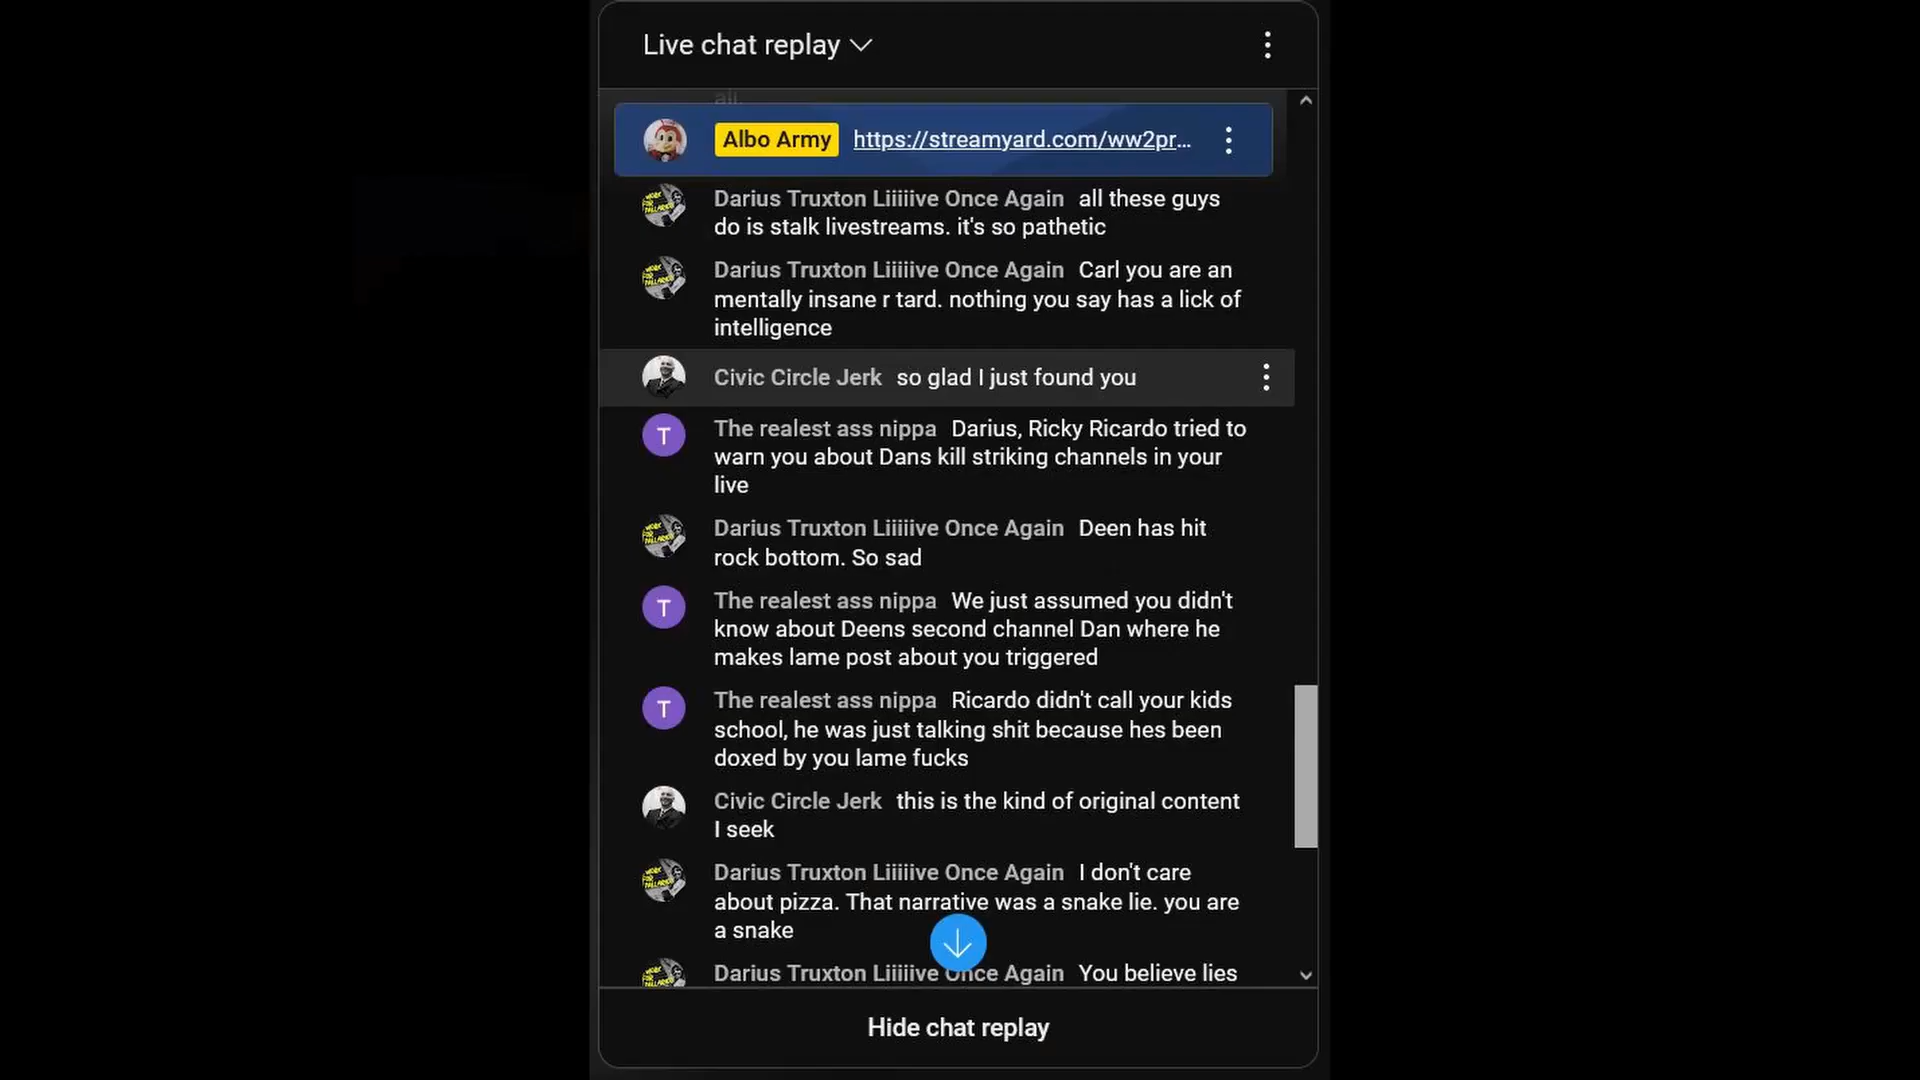 Live chat replay
all.
Albo Army https://streamyard.com/ww2pr...
Darius Truxton Liiiiive Once Again all these guys
do is stalk livestreams. it's so pathetic
Darius Truxton Liiiiive Once Again Carl you are an
mentally insane r tard. nothing you say has a lick of
intelligence
Civic Circle Jerk so glad I just found you
T The realest ass nippa Darius, Ricky Ricardo tried to
warn you about Dans kill striking channels in your
live
Darius Truxton Liiiiive Once Again Deen has hit
rock bottom. So sad
T The realest ass nippa We just assumed you didn't
know about Deens second channel Dan where he
makes lame post about you triggered
T The realest ass nippa Ricardo didn't call your kids
school, he was just talking shit because hes been
doxed by you lame fucks
Civic Circle Jerk this is the kind of original content
I seek
Darius Truxton Liiiiive Once Again I don't care
about pizza. That narrative was a snake lie. you are
a snake
Darius Truxton Liiiiive Once Again You believe lies
Hide chat replay